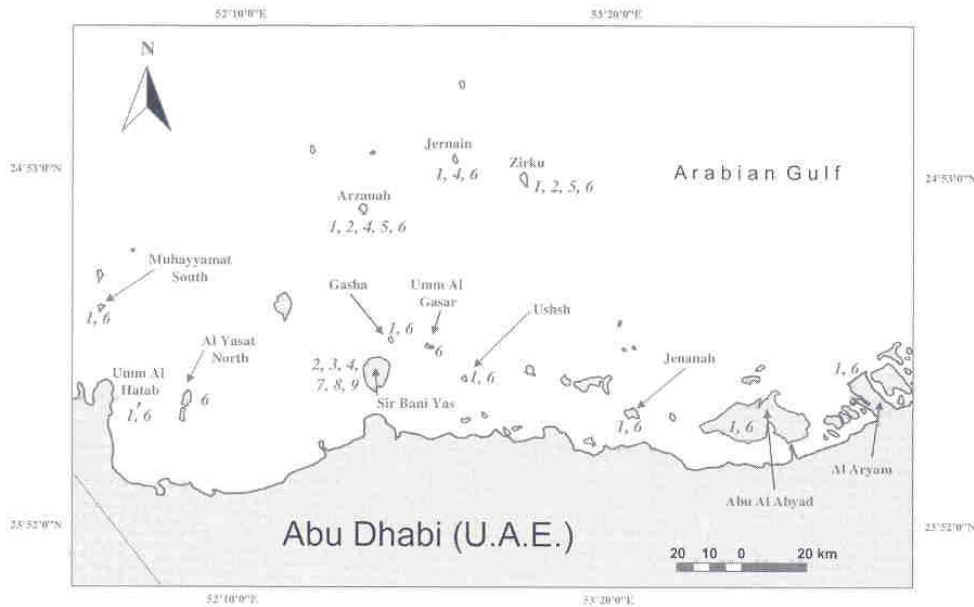 52°10'0"E
53°20'0"E
N
24°53'0"N
24°53'0"N
Jernain
1, 4, 6
Zirku
1, 2, 5, 6
Arabian Gulf
Arzanah
1, 2, 4, 5, 6
Muhayyamat
South
1, 6
Gasha
1, 6
Umm Al
Gasar
6
Ushsh
1, 6
Al Yasat
North
6
Umm Al
Hatab
1, 6
2, 3, 4,
7, 8, 9
Sir Bani Yas
Jenanah
1, 6
1, 6
1, 6
Al Aryam
Abu Al Abyad
23°52'0"N
23°52'0"N
Abu Dhabi (U.A.E.)
20 10 0 20 km
52°10'0"E
53°20'0"E